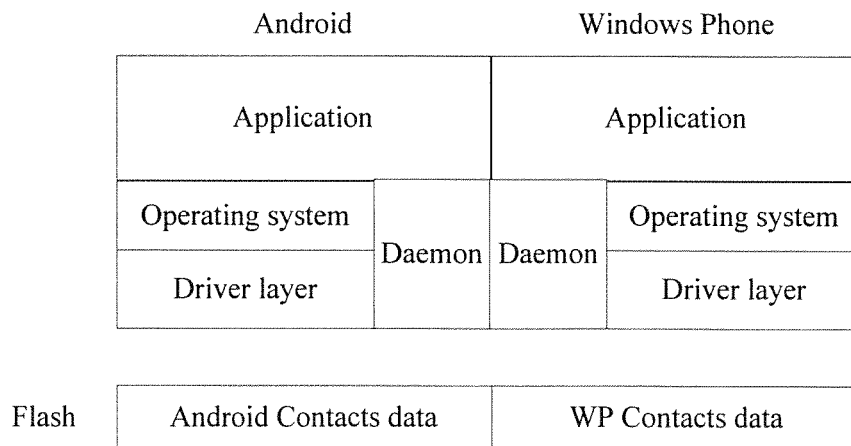 Android Windows Phone
Application Application
Operating system Operating system
Daemon Daemon
Driver layer Driver layer
Flash Android Contacts data WP Contacts data